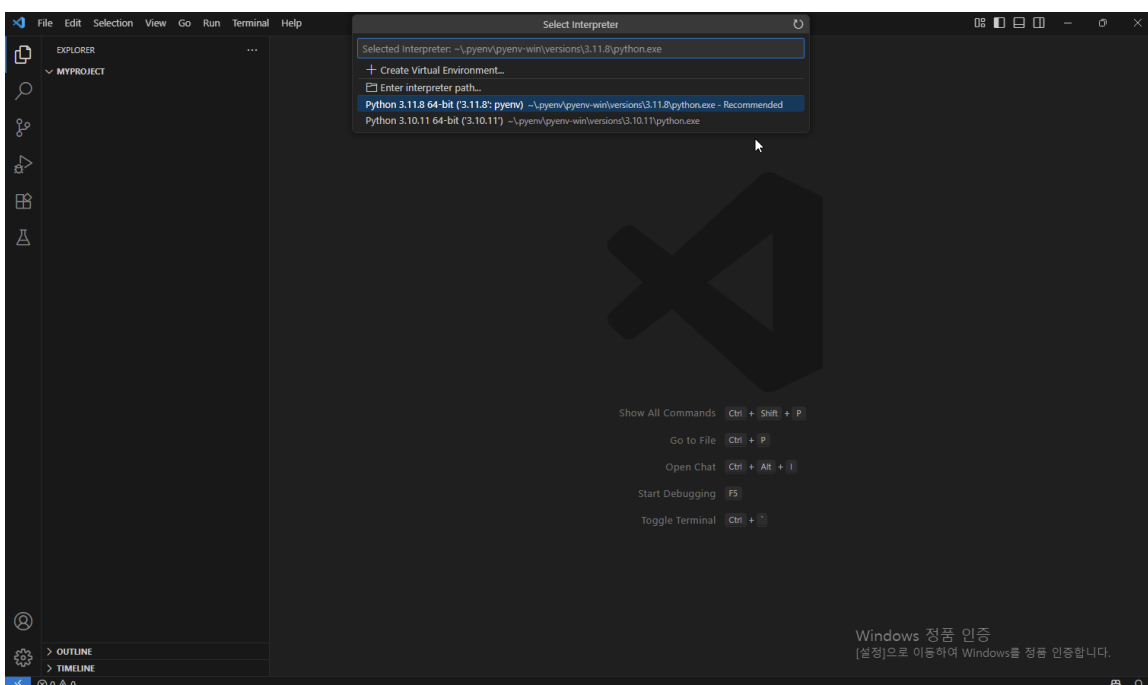 File Edit Selection View Go Run Terminal Help
Select Interpreter
EXPLORER
...
MYPROJECT
Selected Interpreter: ~\.pyenv\pyenv-win\versions\3.11.8\python.exe
+ Create Virtual Environment...
Enter interpreter path...
Python 3.11.8 64-bit ('3.11.8': pyenv) ~\.pyenv\pyenv-win\versions\3.11.8\python.exe - Recommended
Python 3.10.11 64-bit ('3.10.11') ~\.pyenv\pyenv-win\versions\3.10.11\python.exe
Show All Commands Ctrl + Shift + P
Go to File Ctrl + P
Open Chat Ctrl + Alt + I
Start Debugging F5
Toggle Terminal Ctrl + `
Windows 정품 인증
[설정]으로 이동하여 Windows를 정품 인증합니다.
OUTLINE
TIMELINE
0 0